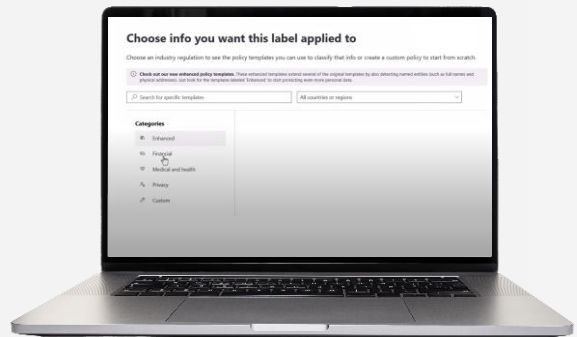 Choose info you want this label applied to
Choose an industry regulation to see the policy templates you can use to classify that info or create a custom policy to start from scratch.
Check out our new enhanced policy templates. These enhanced templates extend several of the original templates by also detecting named entities (such as full names and
physical addresses). Just look for the templates labeled 'Enhanced' to start protecting even more personal data.
Search for specific templates
All countries or regions
Categories
Enhanced
Financial
Medical and health
Privacy
Custom